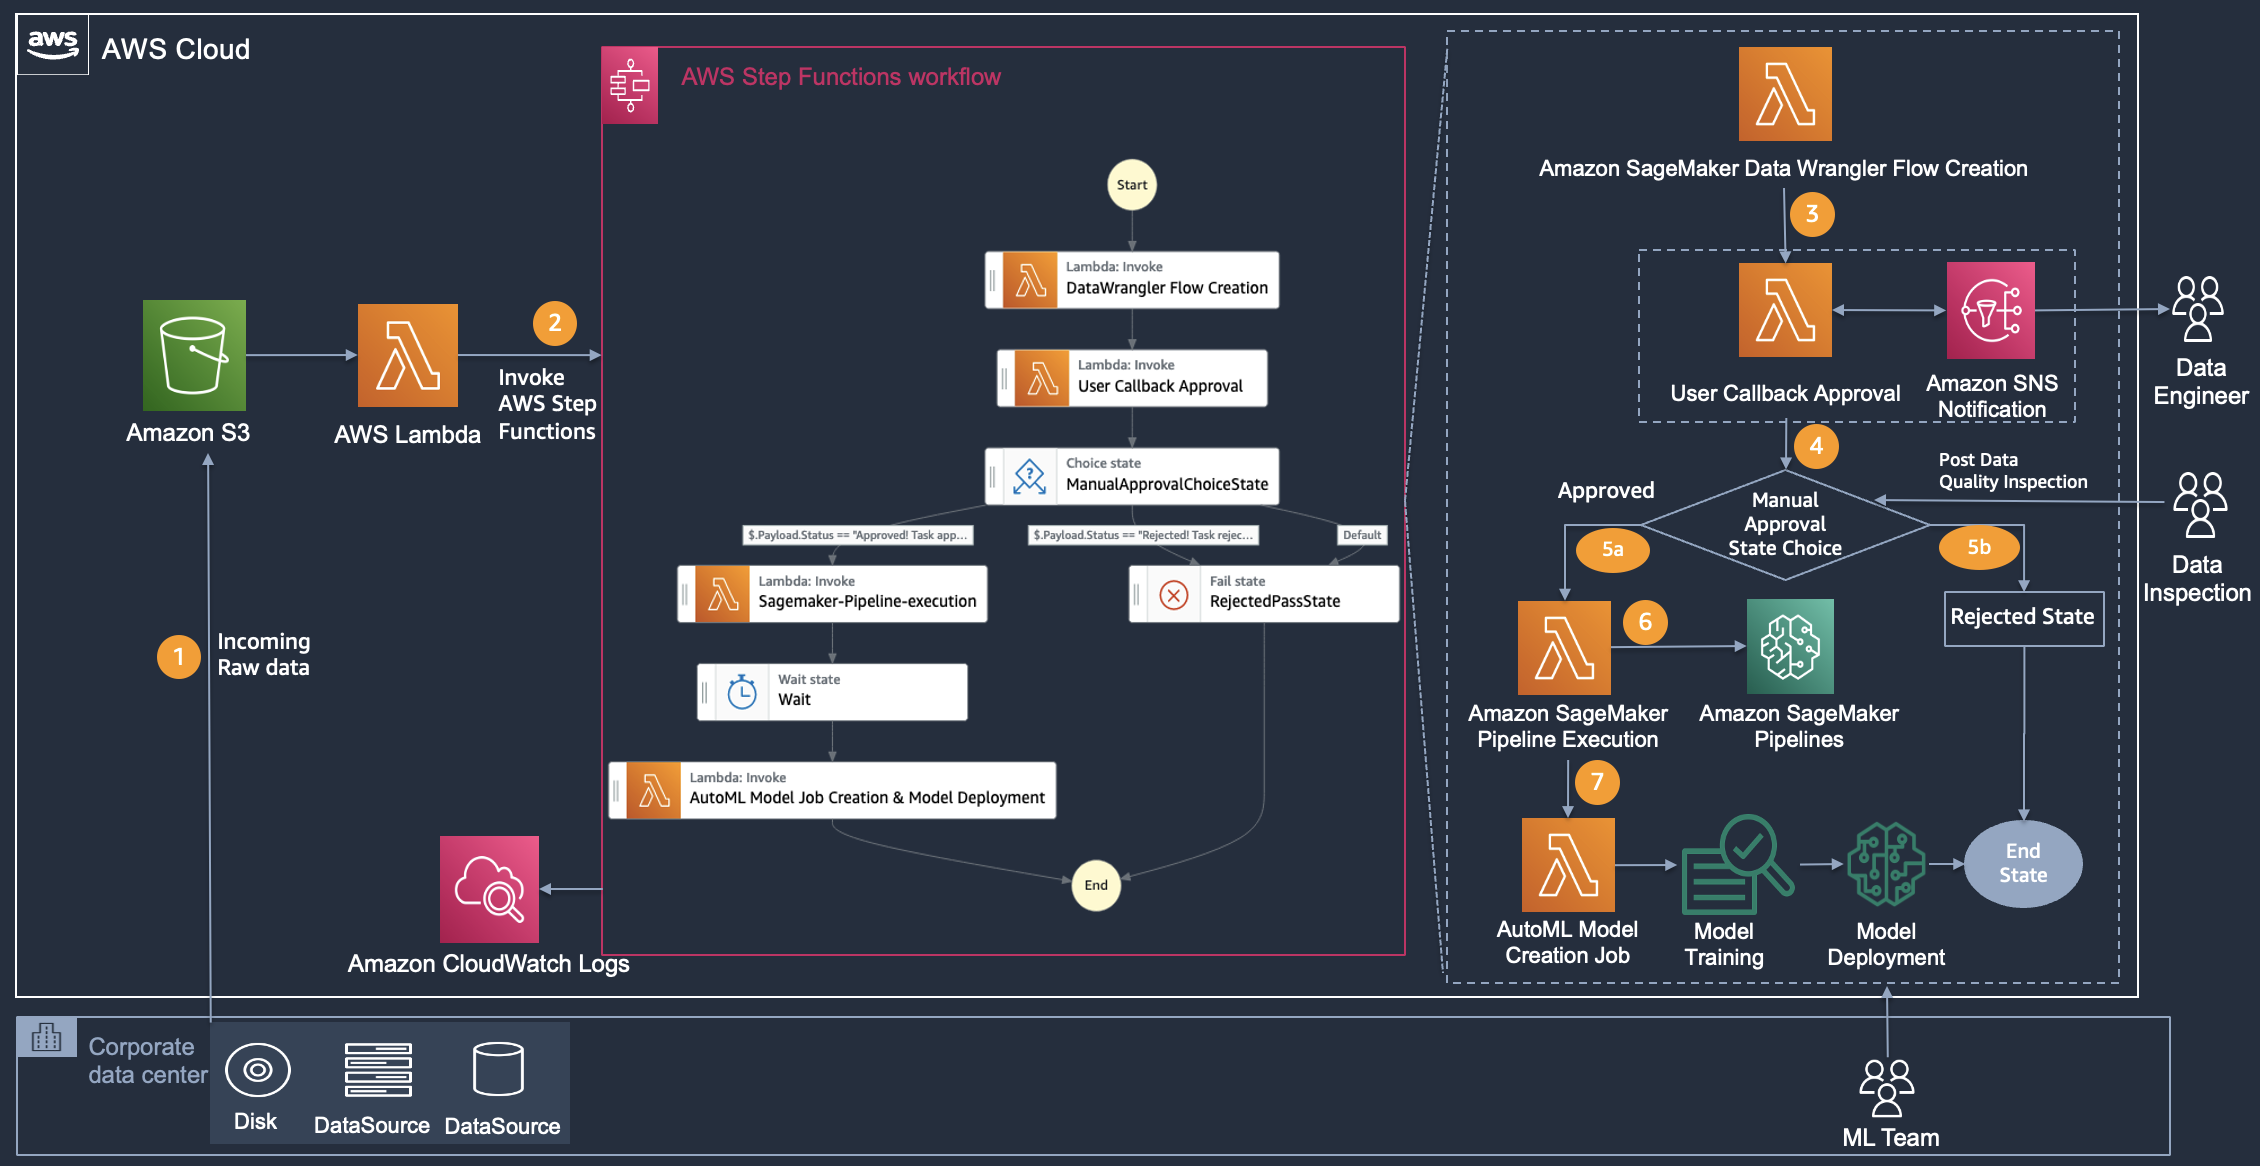 aws
AWS Cloud
AWS Step Functions workflow
Start
Lambda: Invoke
DataWrangler Flow Creation
Lambda: Invoke
User Callback Approval
Choice state
ManualApprovalChoiceState
$.Payload.Status == "Approved! Task app...
$.Payload.Status == "Rejected! Task rejec...
Default
Lambda: Invoke
Sagemaker-Pipeline-execution
Fail state
RejectedPassState
Wait state
Wait
Lambda: Invoke
AutoML Model Job Creation & Model Deployment
End
Amazon S3
AWS Lambda
2
Invoke
AWS Step
Functions
1
Incoming
Raw data
Amazon CloudWatch Logs
Amazon SageMaker Data Wrangler Flow Creation
3
User Callback Approval
Amazon SNS
Notification
Data
Engineer
4
Post Data
Quality Inspection
Approved
Manual
Approval
State Choice
Data
Inspection
5a
5b
Rejected State
6
Amazon SageMaker
Pipeline Execution
Amazon SageMaker
Pipelines
7
AutoML Model
Creation Job
Model
Training
Model
Deployment
End
State
Corporate
data center
Disk
DataSource
DataSource
ML Team